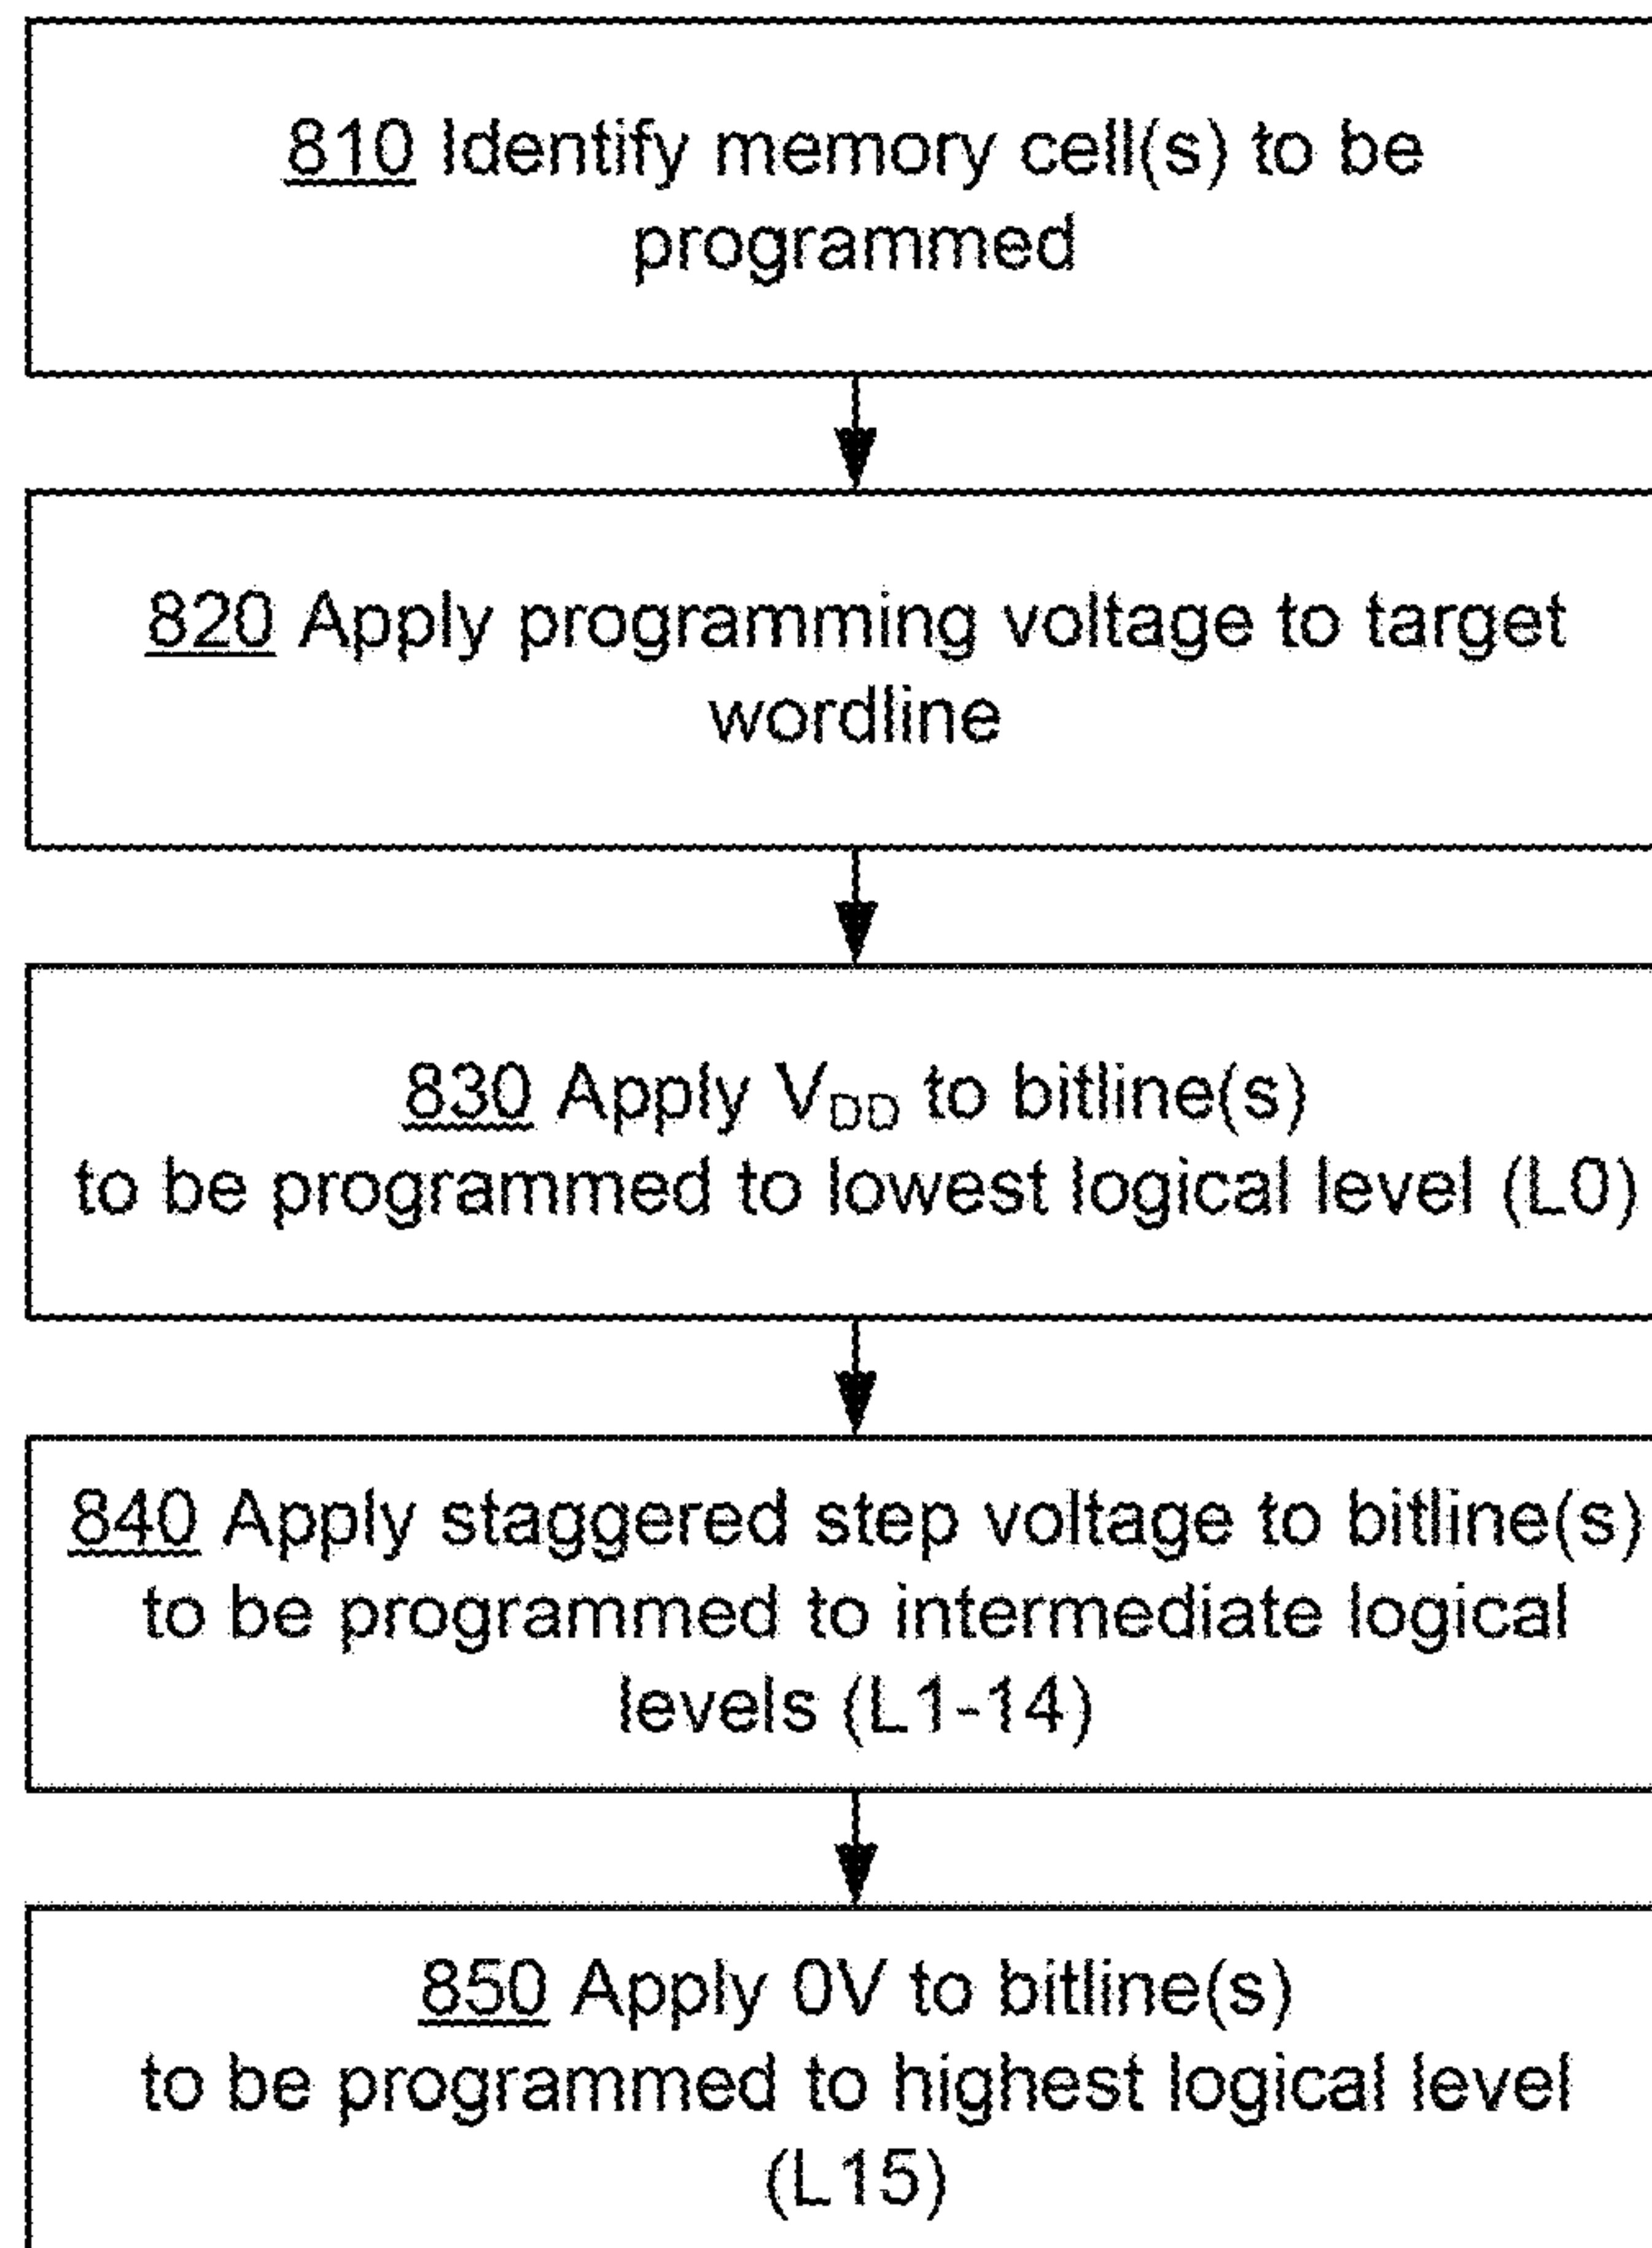 810 Identify memory cell(s) to be
programmed
820 Apply programming voltage to target
wordline
830 Apply VDD to bitline(s)
to be programmed to lowest logical level (L0)
840 Apply staggered step voltage to bitline(s)
to be programmed to intermediate logical
levels (L1-14)
850 Apply 0V to bitline(s)
to be programmed to highest logical level
(L15)